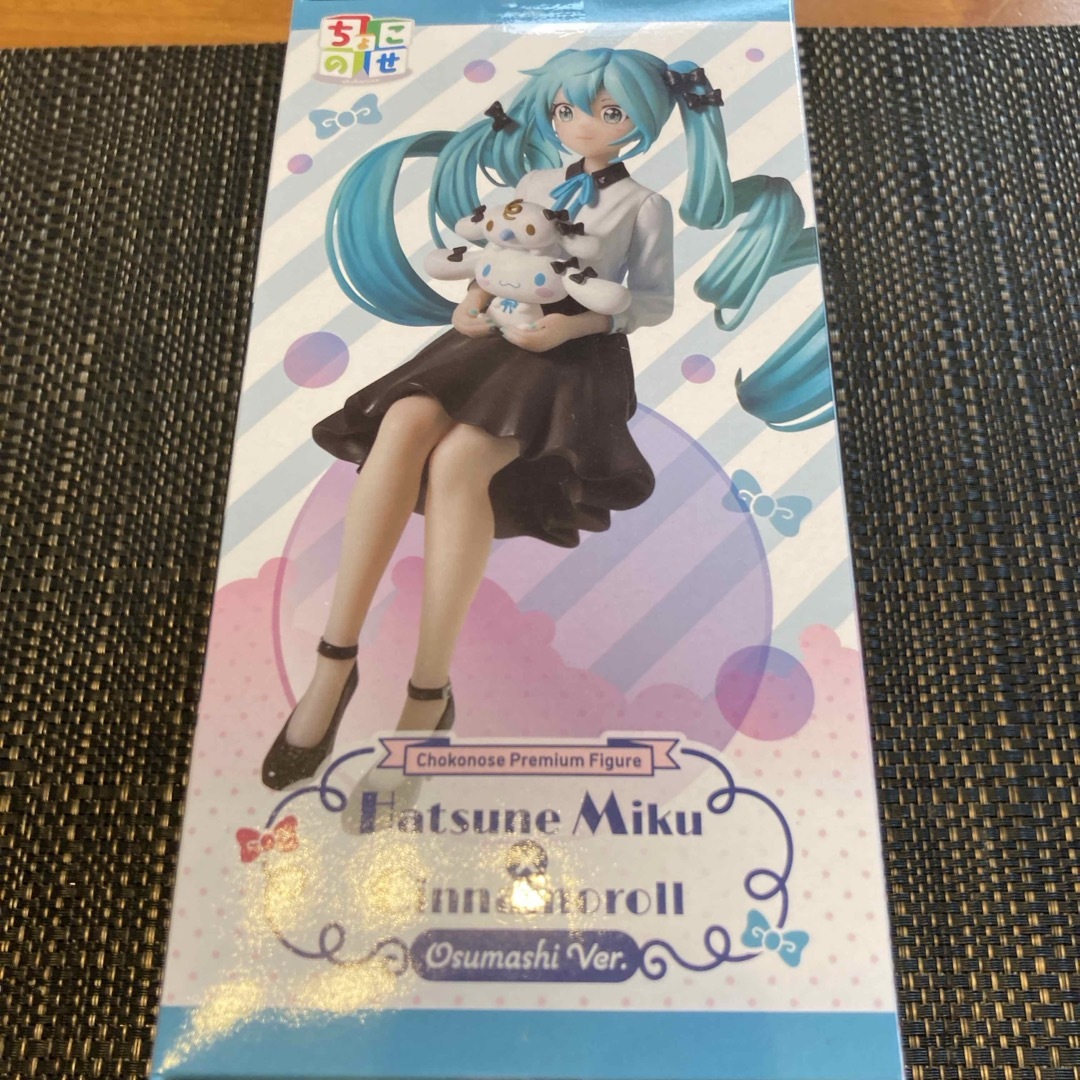 ちょこ
のせ
Chokonose Premium Figure
Hatsune Miku
×
Cinnamoroll
Osumashi Ver.